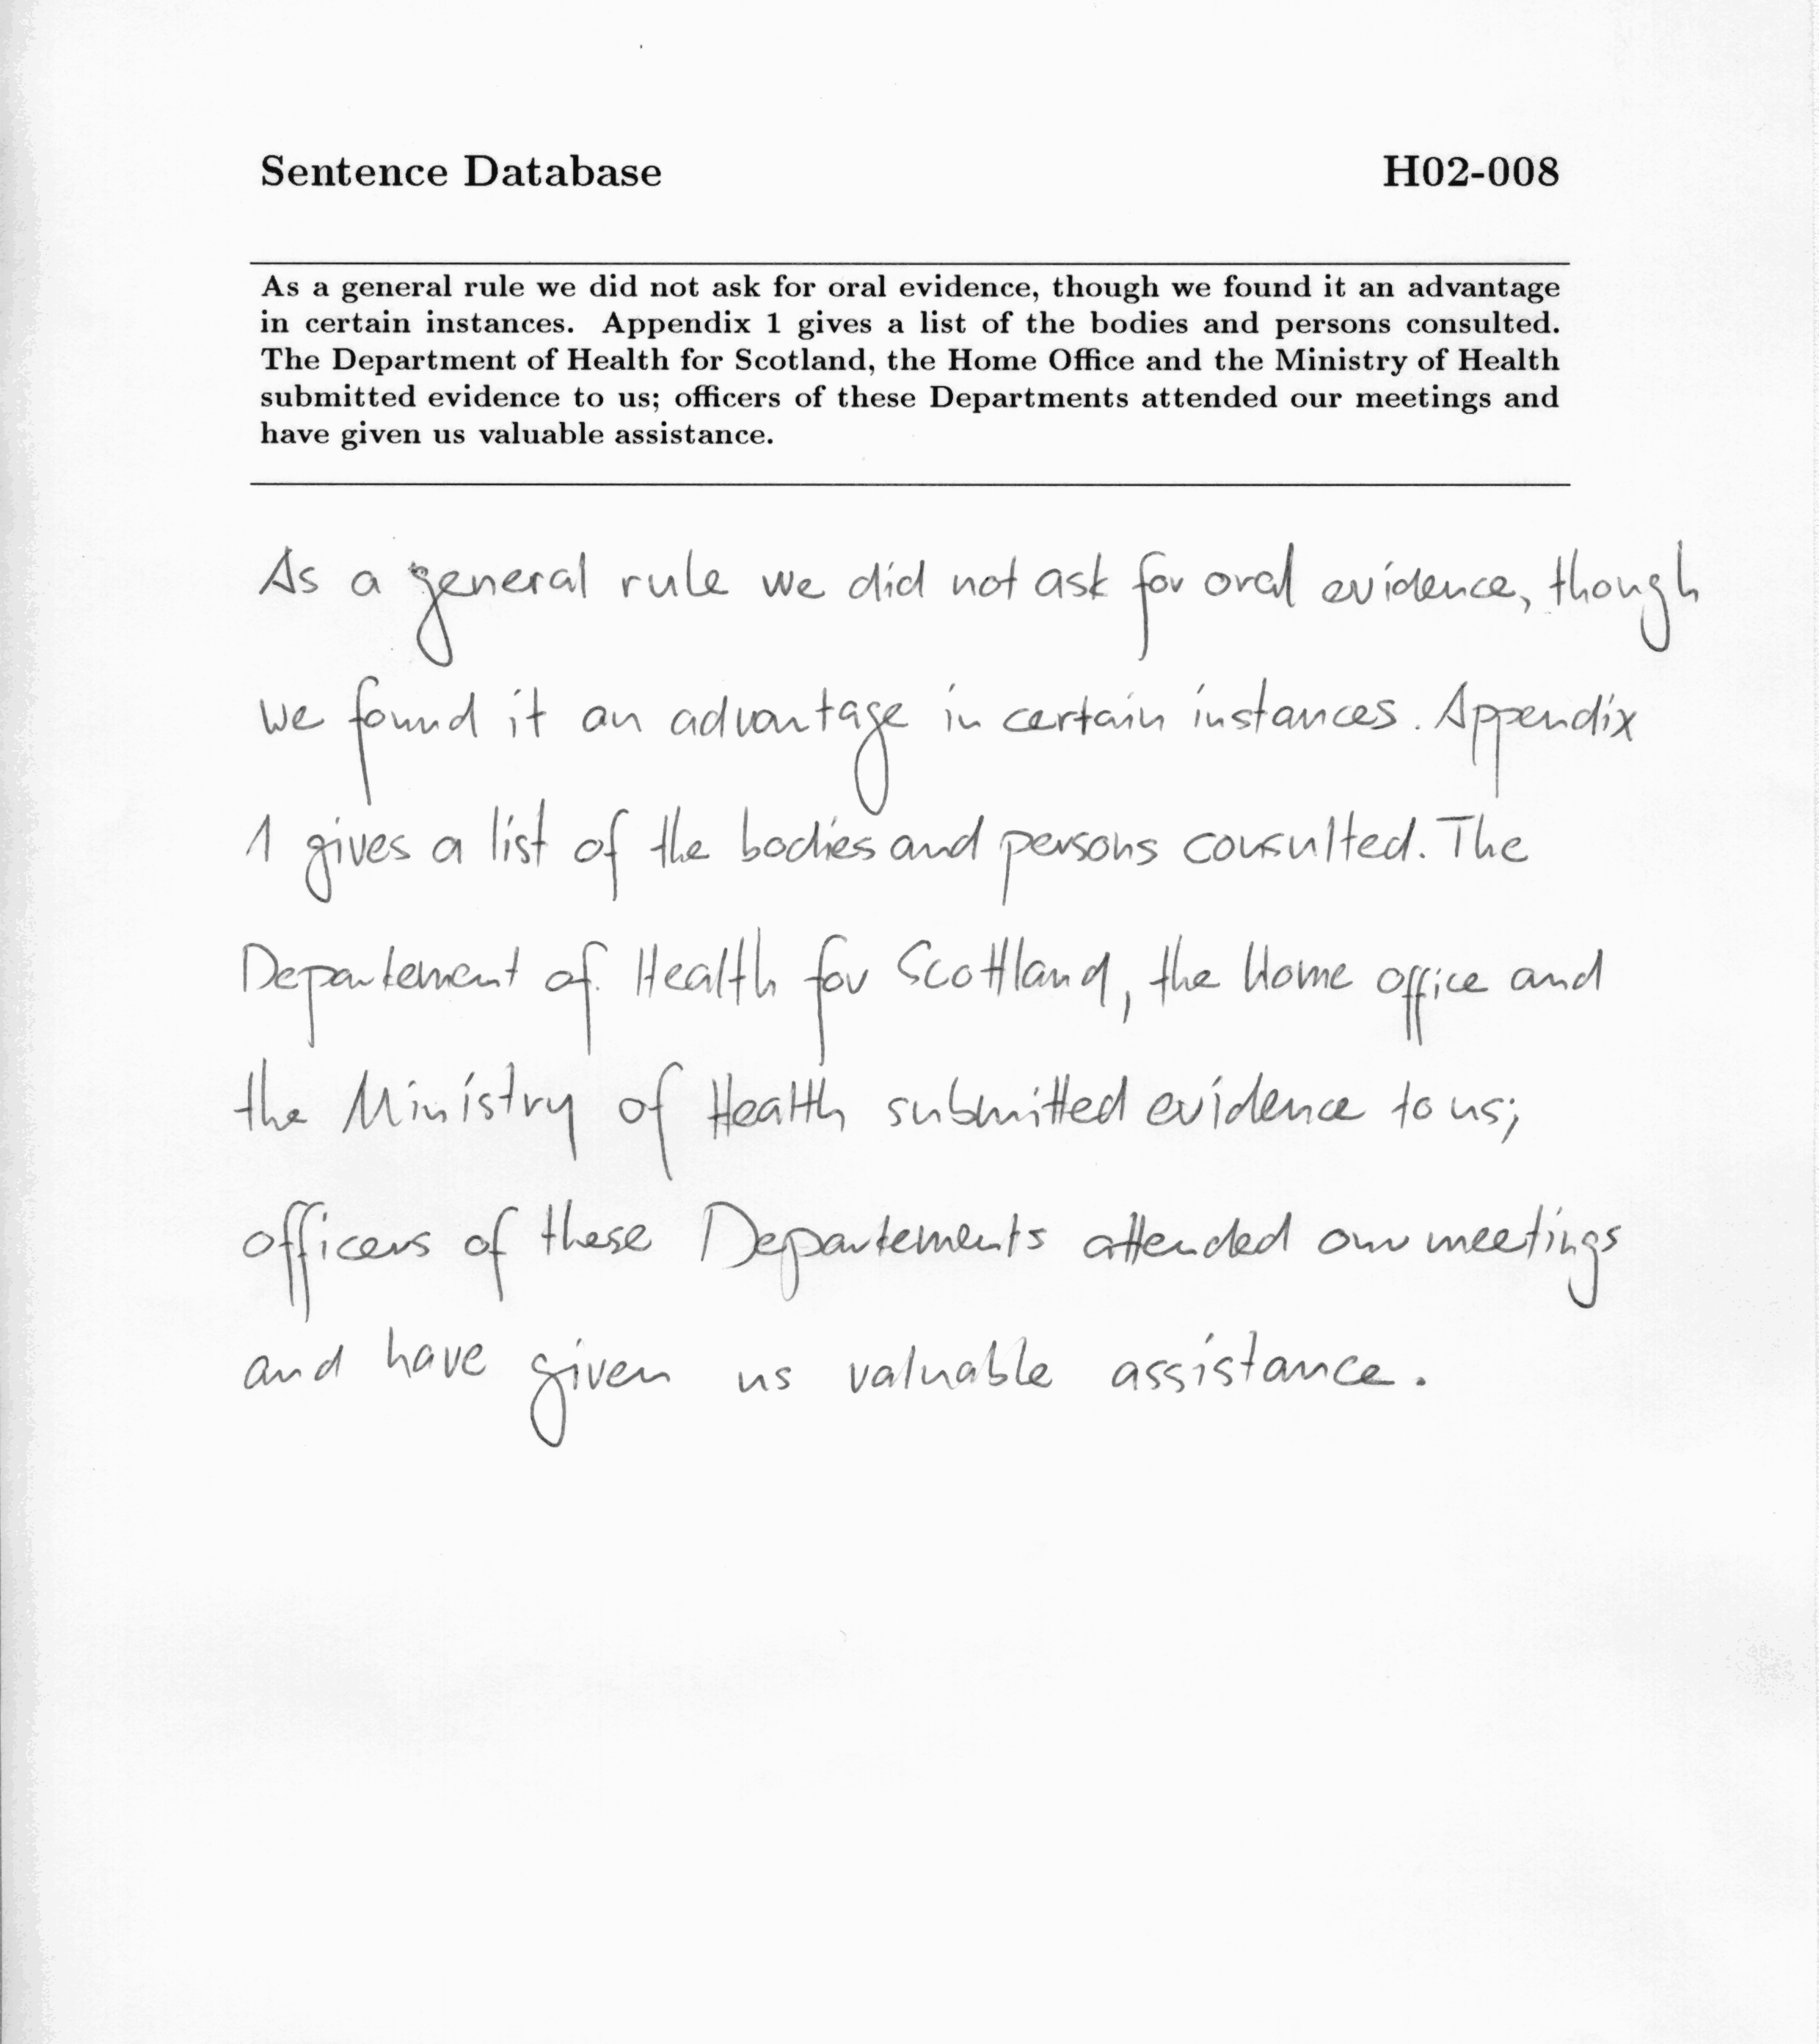 Sentence Database H02-008
As a general rule we did not ask for oral evidence, though we found it an advantage
in certain instances. Appendix 1 gives a list of the bodies and persons consulted.
The Department of Health for Scotland, the Home Office and the Ministry of Health
submitted evidence to us; officers of these Departments attended our meetings and
have given us valuable assistance.
As a general rule we did not ask for oral evidence, though
we found it an advantage in certain instances. Appendix
1 gives a list of the bodies and persons consulted. The
Departement of Health for Scottland, the Home office and
the Ministry of Health submitted evidence to us;
officers of these Departements attended our meetings
and have given us valuable assistance.